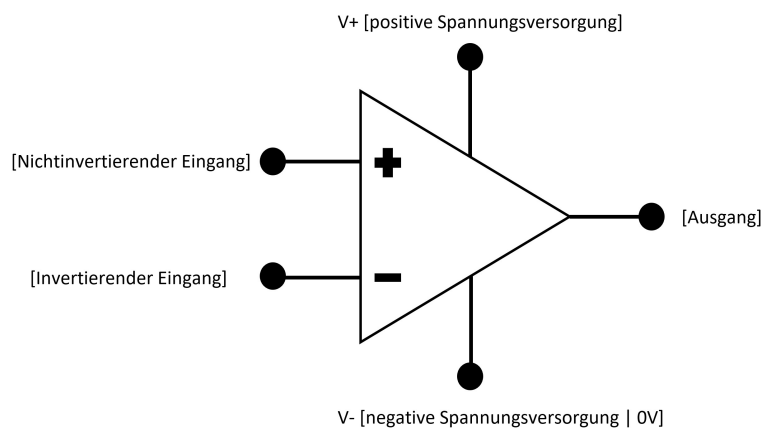 V+ [positive Spannungsversorgung]
[Nichtinvertierender Eingang]
+
[Ausgang]
[Invertierender Eingang]
-
V- [negative Spannungsversorgung | 0V]